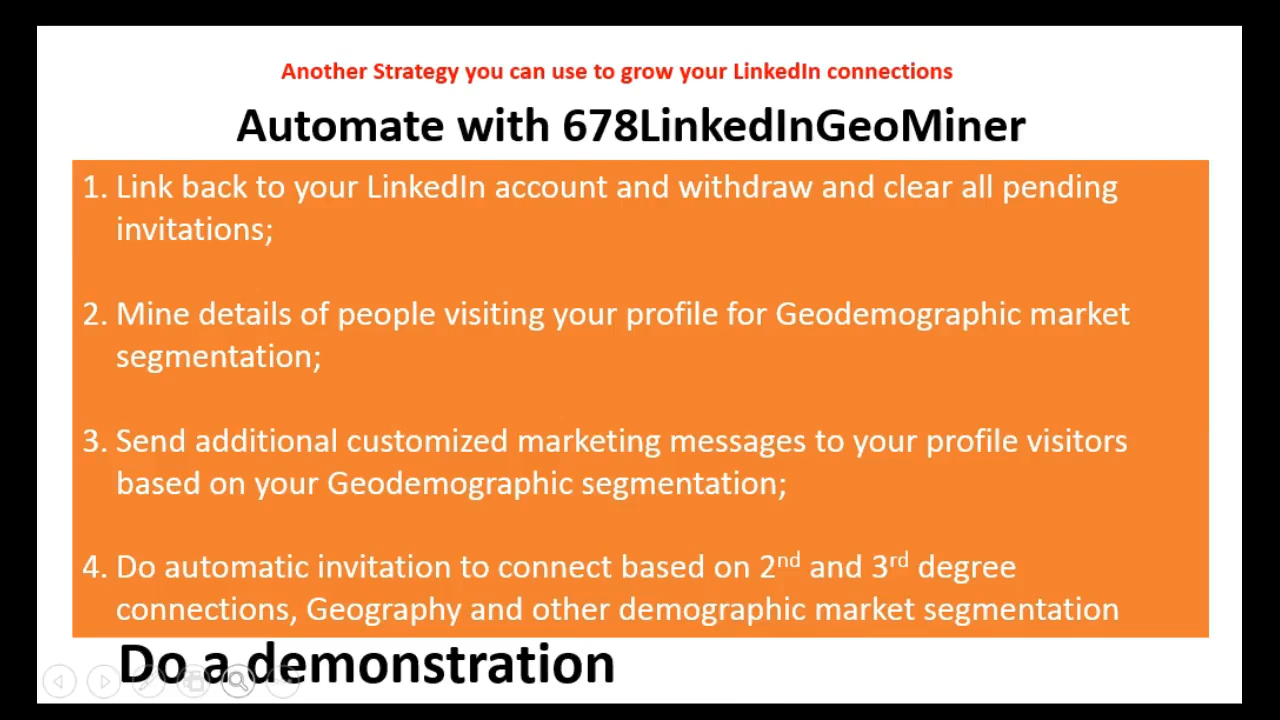 Another Strategy you can use to grow your LinkedIn connections
Automate with 678LinkedInGeoMiner
1. Link back to your LinkedIn account and withdraw and clear all pending
invitations;
2. Mine details of people visiting your profile for Geodemographic market
segmentation;
3. Send additional customized marketing messages to your profile visitors
based on your Geodemographic segmentation;
4. Do automatic invitation to connect based on 2nd and 3rd degree
connections, Geography and other demographic market segmentation
Do a demonstration